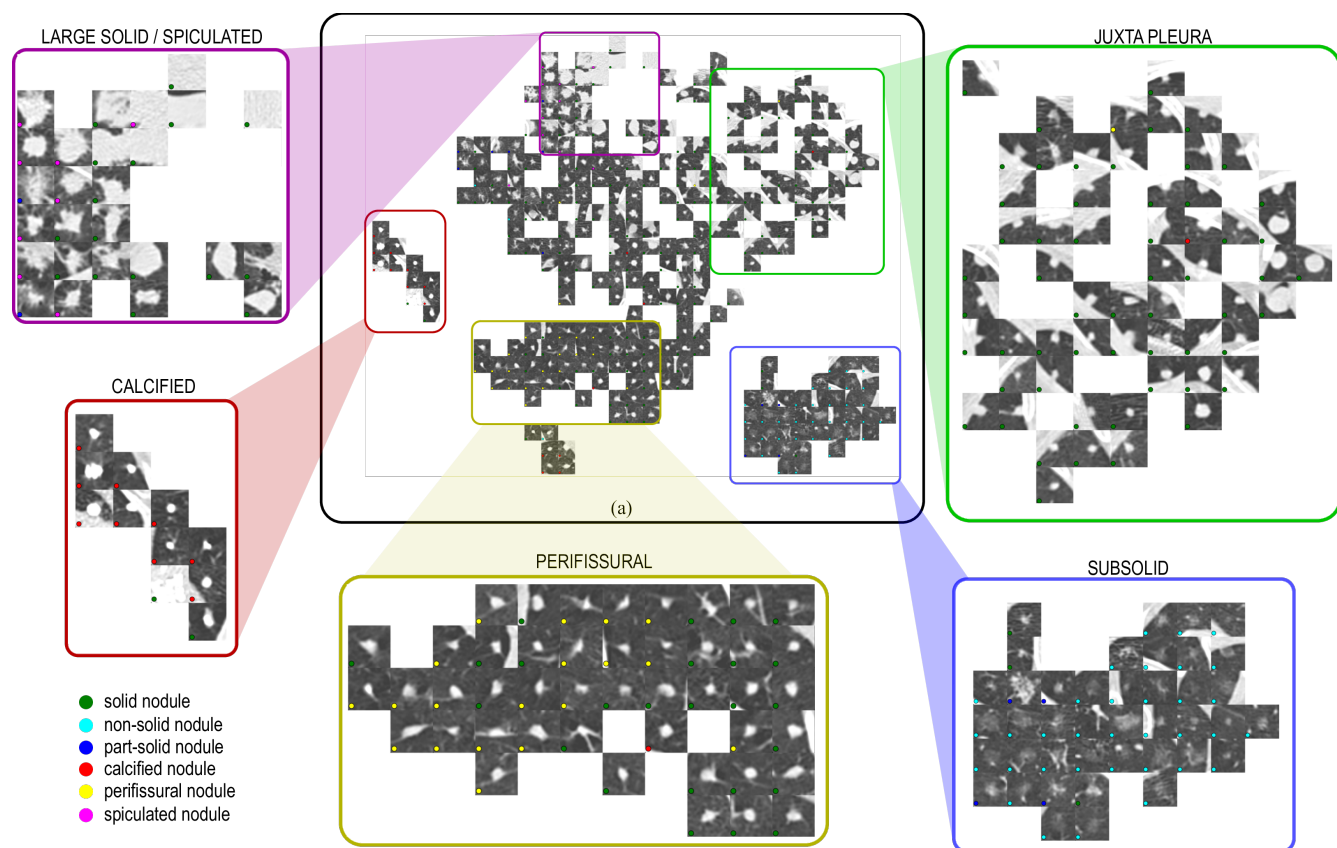 LARGE SOLID / SPICULATED
JUXTA PLEURA
CALCIFIED
(a)
PERIFISSURAL
SUBSOLID
solid nodule
non-solid nodule
part-solid nodule
calcified nodule
perifissural nodule
spiculated nodule